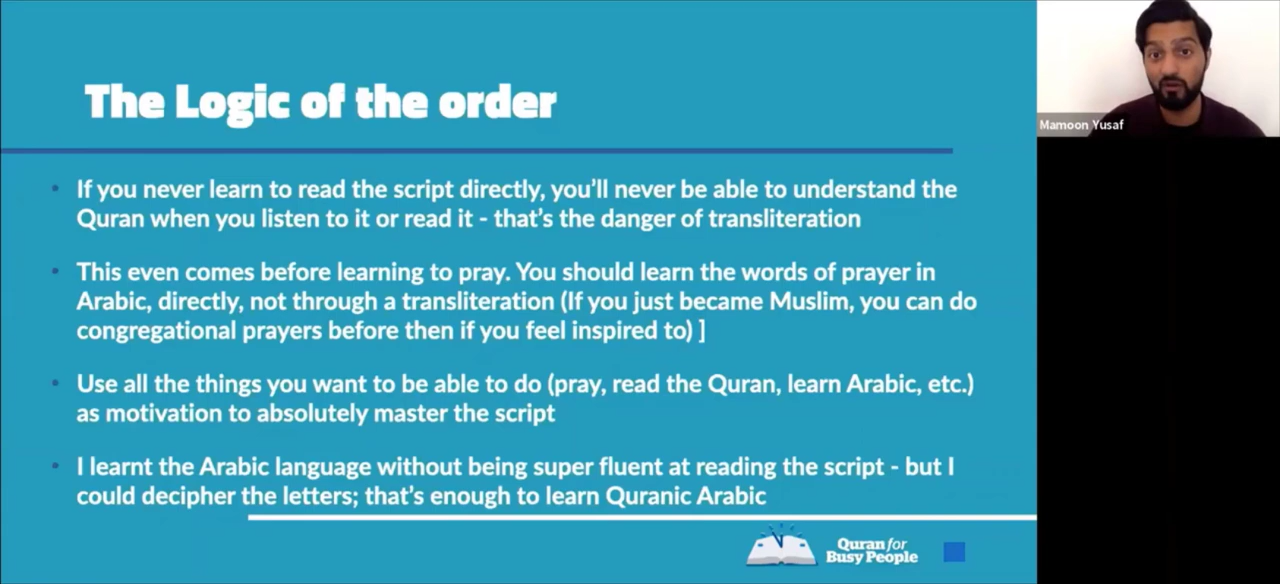 The Logic of the order
If you never learn to read the script directly, you'll never be able to understand the
Quran when you listen to it or read it - that's the danger of transliteration
This even comes before learning to pray. You should learn the words of prayer in
Arabic, directly, not through a transliteration (If you just became Muslim, you can do
congregational prayers before then if you feel inspired to) ]
Use all the things you want to be able to do (pray, read the Quran, learn Arabic, etc.)
as motivation to absolutely master the script
I learnt the Arabic language without being super fluent at reading the script - but I
could decipher the letters; that's enough to learn Quranic Arabic
Quran for
Busy People
Mamoon Yusaf